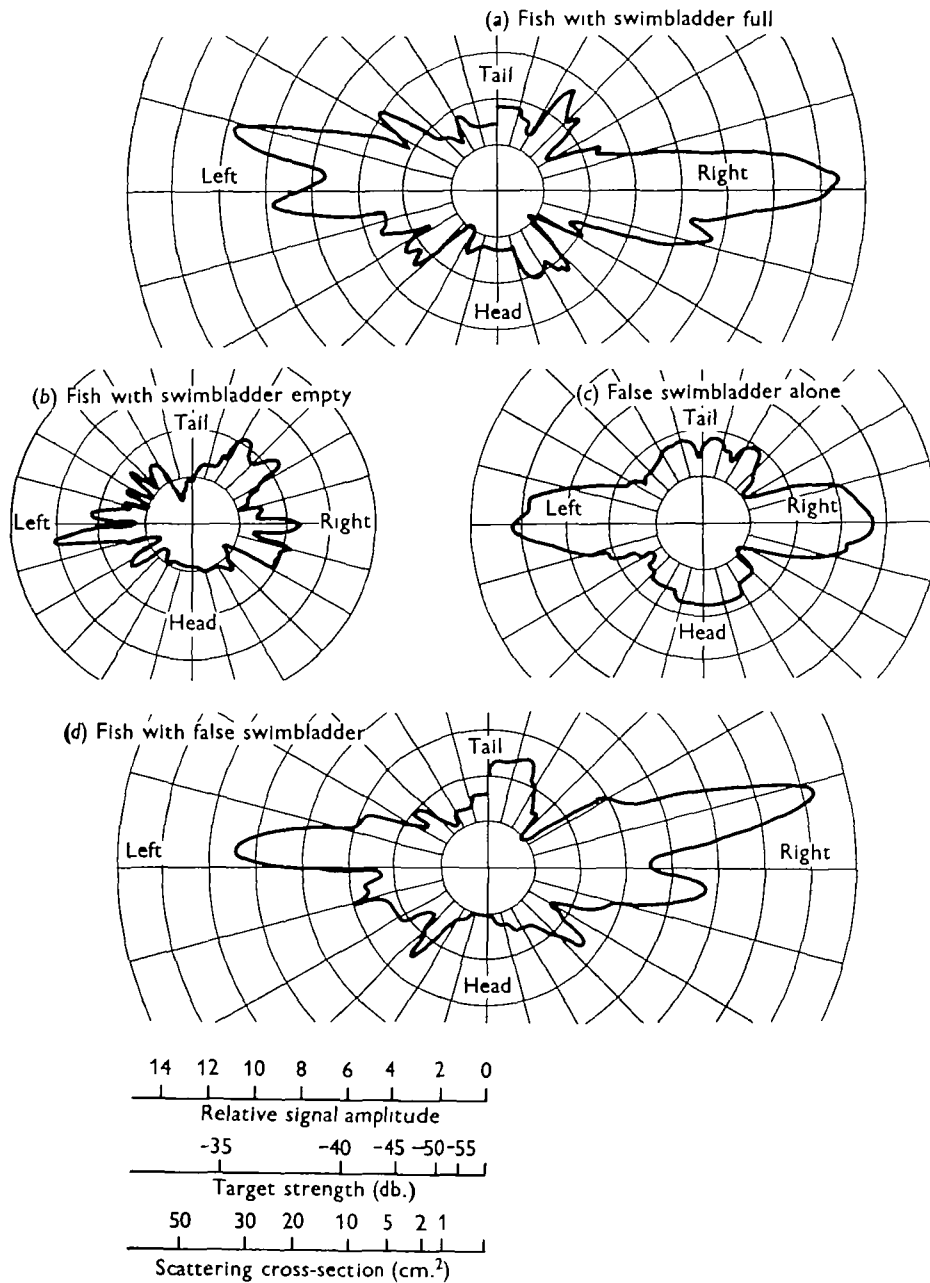 (a) Fish with swimbladder full
Tail
Left
Right
Head
(b) Fish with swimbladder empty
Tail
Left
Right
Head
(c) False swimbladder alone
Tail
Left
Right
Head
(d) Fish with false swimbladder
Tail
Left
Right
Head
14 12 10 8 6 4 2 0
Relative signal amplitude
-35 -40 -45 -50 -55
Target strength (db.)
50 30 20 10 5 2 1
Scattering cross-section (cm.²)